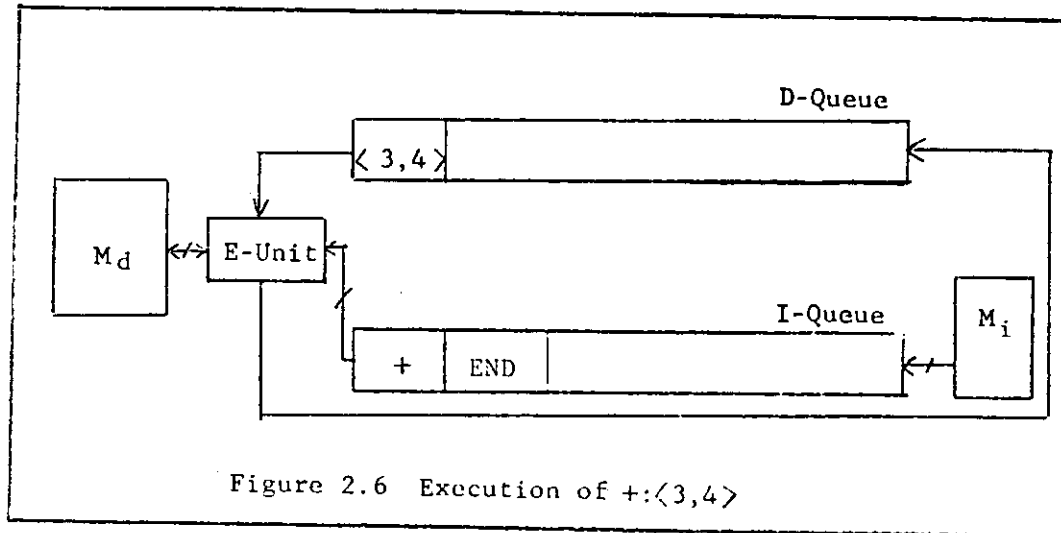 D-Queue
< 3,4 >
M_d
E-Unit
I-Queue
M_i
+
END
Figure 2.6 Execution of +:<3,4>